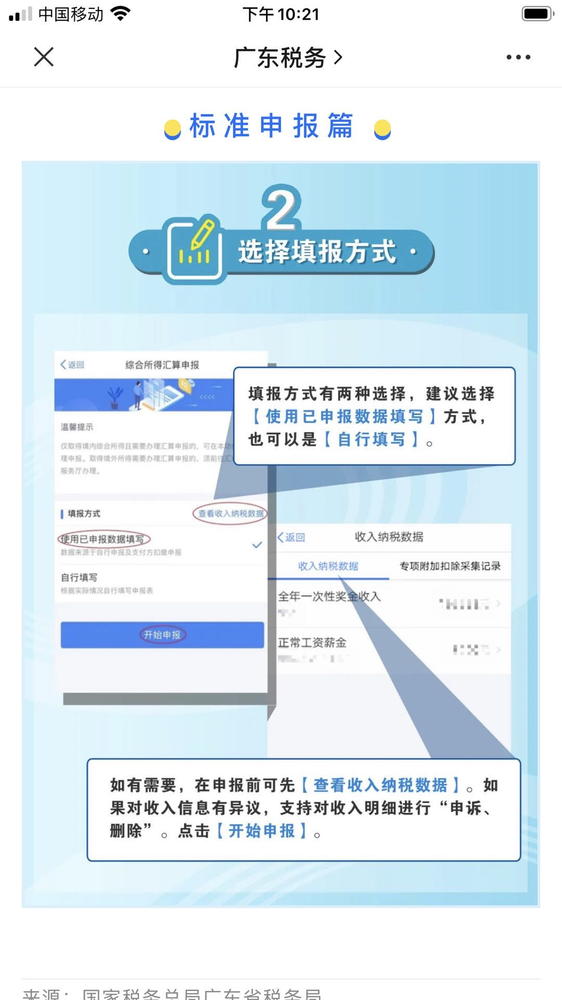 中国移动
下午10:21
广东税务
标准申报篇
2
选择填报方式
返回
综合所得汇算申报
填报方式有两种选择，建议选择
【使用已申报数据填写】方式，
也可以是【自行填写】。
温馨提示
仅取得境内综合所得且需要办理汇算申报的，可在本功
理申报。取得境外所得需要办理汇算申报的，须前往汇
服务厅办理。
填报方式
查看收入纳税数据
使用已申报数据填写
数据来源于自行申报及支付方扣缴申报
自行填写
根据实际情况自行填写申报表
开始申报
返回
收入纳税数据
收入纳税数据
专项附加扣除采集记录
全年一次性奖金收入
正常工资薪金
如有需要，在申报前可先【查看收入纳税数据】。如
果对收入信息有异议，支持对收入明细进行“申诉、
删除”。点击【开始申报】。
来源：国家税务总局广东省税务局